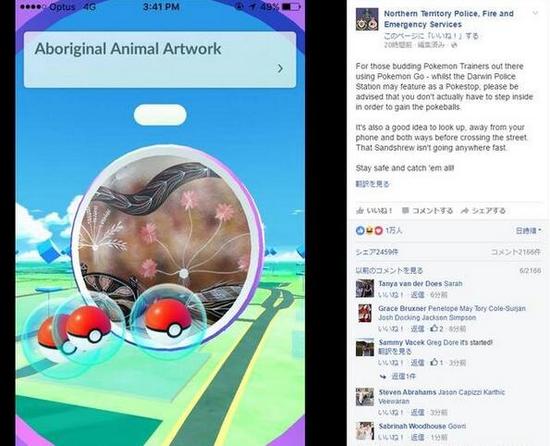 Optus 4G 3:41 PM 49%
Aboriginal Animal Artwork
Northern Territory Police, Fire and
Emergency Services
このページに「いいね！」する
20時間前・編集済み・
For those budding Pokemon Trainers out there
using Pokemon Go - whilst the Darwin Police
Station may feature as a Pokestop, please be
advised that you don't actually have to step inside
in order to gain the pokeballs.
It's also a good idea to look up, away from your
phone and both ways before crossing the street.
That Sandshrew isn't going anywhere fast.
Stay safe and catch 'em all!
翻訳を見る
いいね！ コメントする シェアする
1万人
日時順
シェア2459件 コメント2166件
以前のコメントを見る 6/2166
Tanya van der Does Sarah
いいね！・返信・6分前
Grace Bruxner Penelope May Tory Cole-Surjan
Josh Docking Jackson Simpson
いいね！・返信・2・8分前
Sammy Vacek Greg Dore it's started!
翻訳を見る
いいね！・返信・1・3分前
返信1件
Steven Abrahams Jason Capizzi Karthic
Veewaran
いいね！・返信・3分前
Sabrinah Woodhouse Gowri
いいね！・返信・2分前